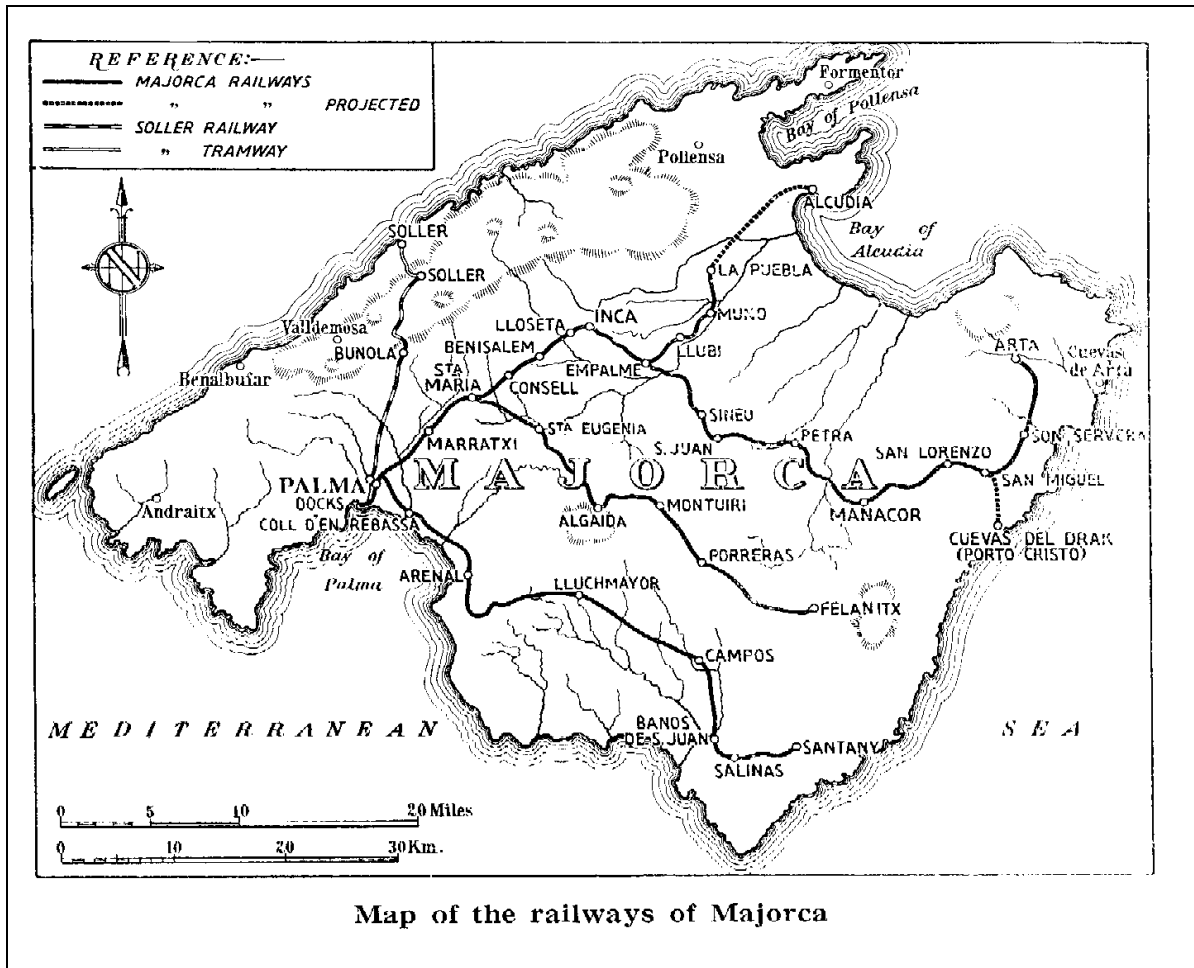 REFERENCE:—
MAJORCA RAILWAYS
„ „ PROJECTED
SOLLER RAILWAY
„ TRAMWAY
Formentor
Bay of Pollensa
Pollensa
ALCUDIA
Bay of
Alcudia
SOLLER
SOLLER
LA PUEBLA
MURO
LLUBI
INCA
LLOSETA
Valldemosa
BUNOLA
BENISALEM
EMPALME
ARTA
Cuevas
de Arta
Benalbufar
STA
MARIA
CONSELL
SINEU
STA EUGENIA
S. JUAN
PETRA
SON SERVERA
MARRATXI
SAN LORENZO
SAN MIGUEL
MAJORCA
PALMA
DOCKS
Andraitx
COLL D'EN REBASSA
ALGAIDA
MONTUIRI
MANACOR
CUEVAS DEL DRAK
(PORTO CHISTO)
Bay of
Palma
PORRERAS
ARENAL
LLUCHMAYOR
FELANITX
CAMPOS
MEDITERRANEAN SEA
BANOS
DE S. JUAN
SANTANY
SALINAS
0 5 10 20 Miles
0 10 20 30 Km.
Map of the railways of Majorca